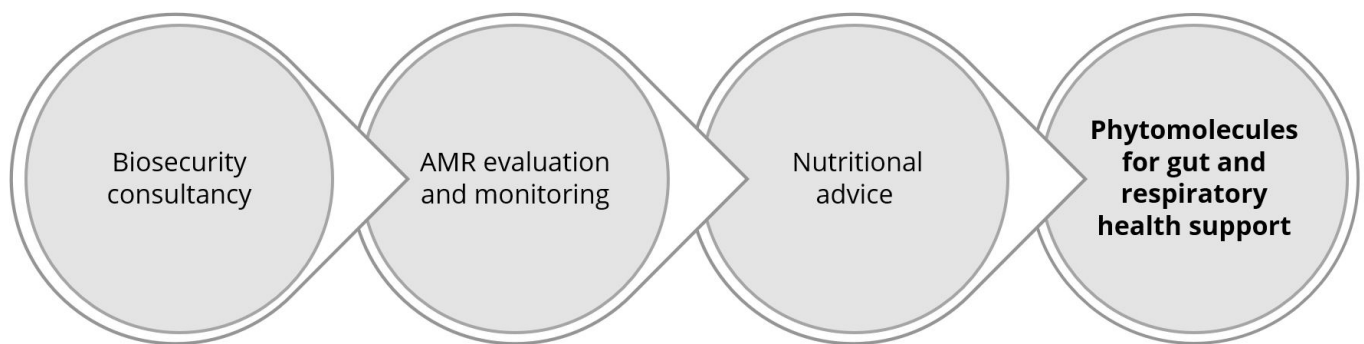 Biosecurity
consultancy
AMR evaluation
and monitoring
Nutritional
advice
Phytomolecules
for gut and
respiratory
health support